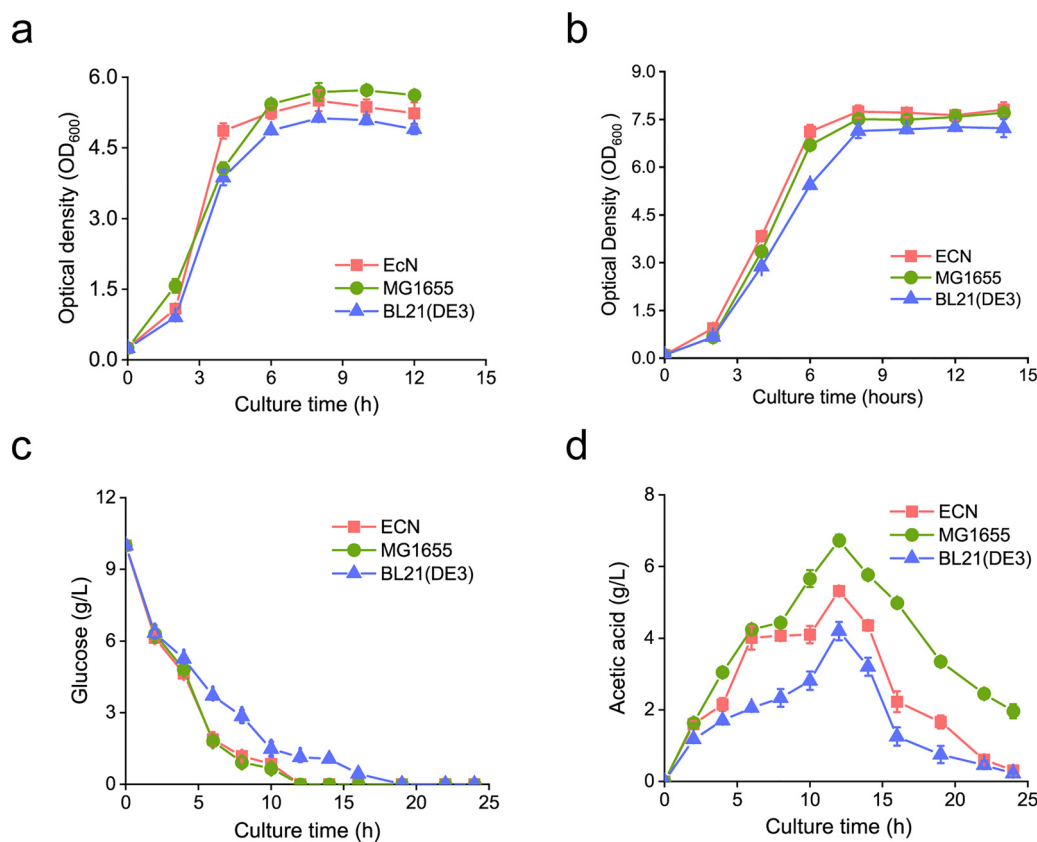 a
6.0
4.5
3.0
1.5
0.0
Optical density (OD600)
EcN
MG1655
BL21(DE3)
0 3 6 9 12 15
Culture time (h)
b
9.0
7.5
6.0
4.5
3.0
1.5
0.0
Optical Density (OD600)
ECN
MG1655
BL21(DE3)
0 3 6 9 12 15
Culture time (hours)
c
12
9
6
3
0
Glucose (g/L)
ECN
MG1655
BL21(DE3)
0 5 10 15 20 25
Culture time (h)
d
8
6
4
2
0
Acetic acid (g/L)
ECN
MG1655
BL21(DE3)
0 5 10 15 20 25
Culture time (h)